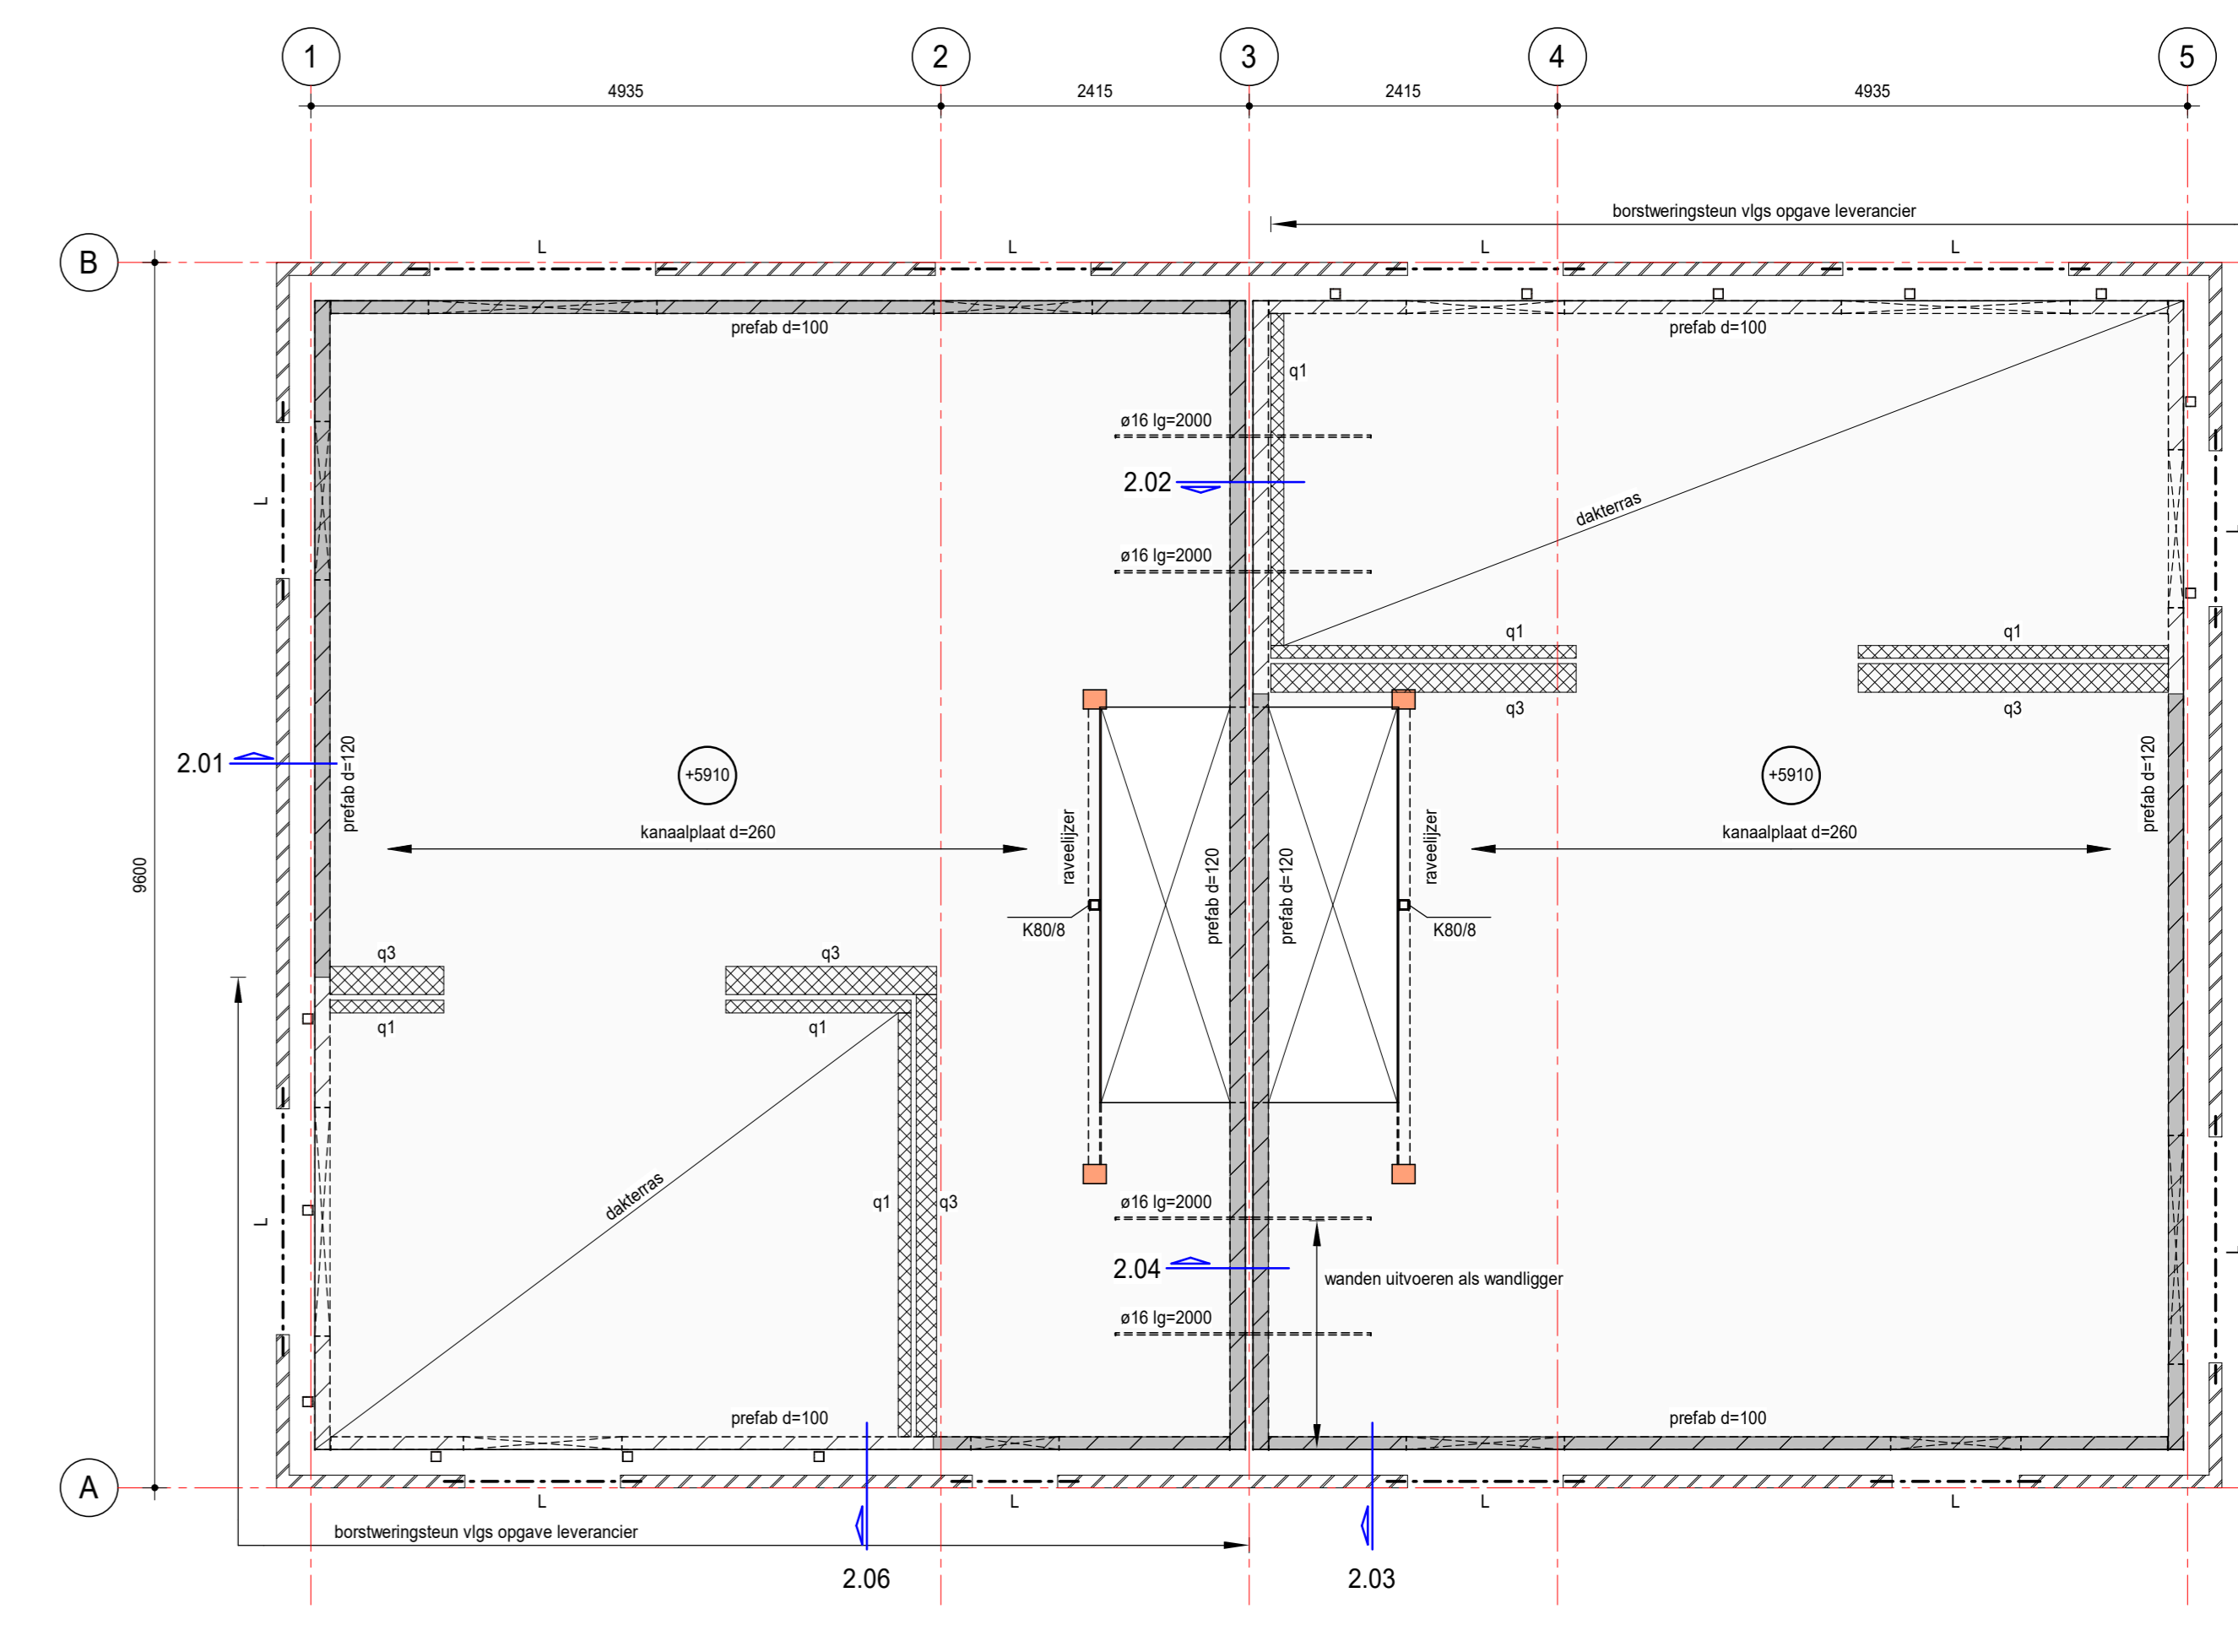 1
2
3
4
5
4935
2415
2415
4935
borstweringsteun vlgs opgave leverancier
B
L
L
L
L
prefab d=100
prefab d=100
q1
ø16 lg=2000
2.02
L
dakterras
L
ø16 lg=2000
q1
q1
q3
q3
2.01
prefab d=120
+5910
+5910
prefab d=120
kanaalplaat d=260
kanaalplaat d=260
raveelijzer
raveelijzer
9600
prefab d=120
prefab d=120
K80/8
K80/8
q3
q3
q1
q1
dakterras
q1
q3
ø16 lg=2000
L
L
2.04
wanden uitvoeren als wandligger
ø16 lg=2000
prefab d=100
prefab d=100
A
L
L
L
L
borstweringsteun vlgs opgave leverancier
2.06
2.03